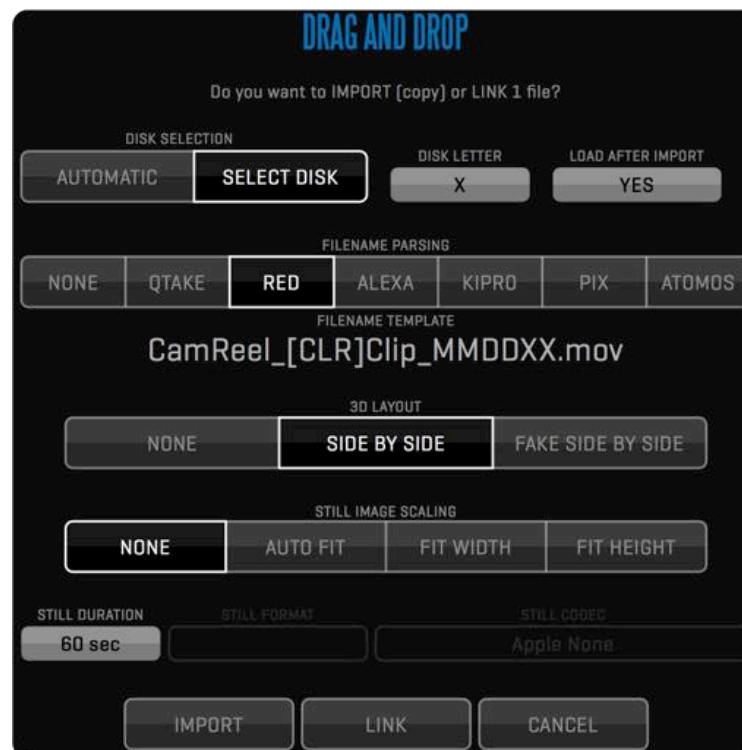 DRAG AND DROP
Do you want to IMPORT (copy) or LINK 1 file?
DISK SELECTION
DISK LETTER
LOAD AFTER IMPORT
AUTOMATIC
SELECT DISK
X
YES
FILENAME PARSING
NONE
QTAKE
RED
ALEXA
KIPRO
PIX
ATOMOS
FILENAME TEMPLATE
CamReel_[CLR]Clip_MMDDXX.mov
3D LAYOUT
NONE
SIDE BY SIDE
FAKE SIDE BY SIDE
STILL IMAGE SCALING
NONE
AUTO FIT
FIT WIDTH
FIT HEIGHT
STILL DURATION
STILL FORMAT
STILL CODEC
60 sec
Apple None
IMPORT
LINK
CANCEL